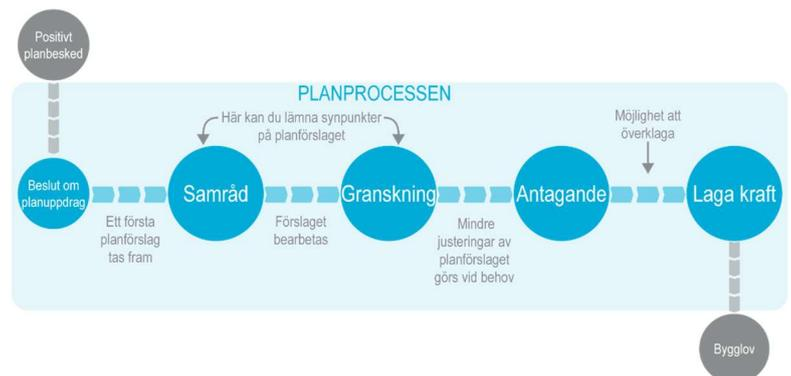 Positivt
planbesked
PLANPROCESSEN
Här kan du lämna synpunkter
på planförslaget
Möjlighet att
överklaga
Beslut om
planuppdrag
Samråd
Granskning
Antagande
Laga kraft
Ett första
planförslag
tas fram
Förslaget
bearbetas
Mindre
justeringar av
planförslaget
görs vid behov
Bygglov